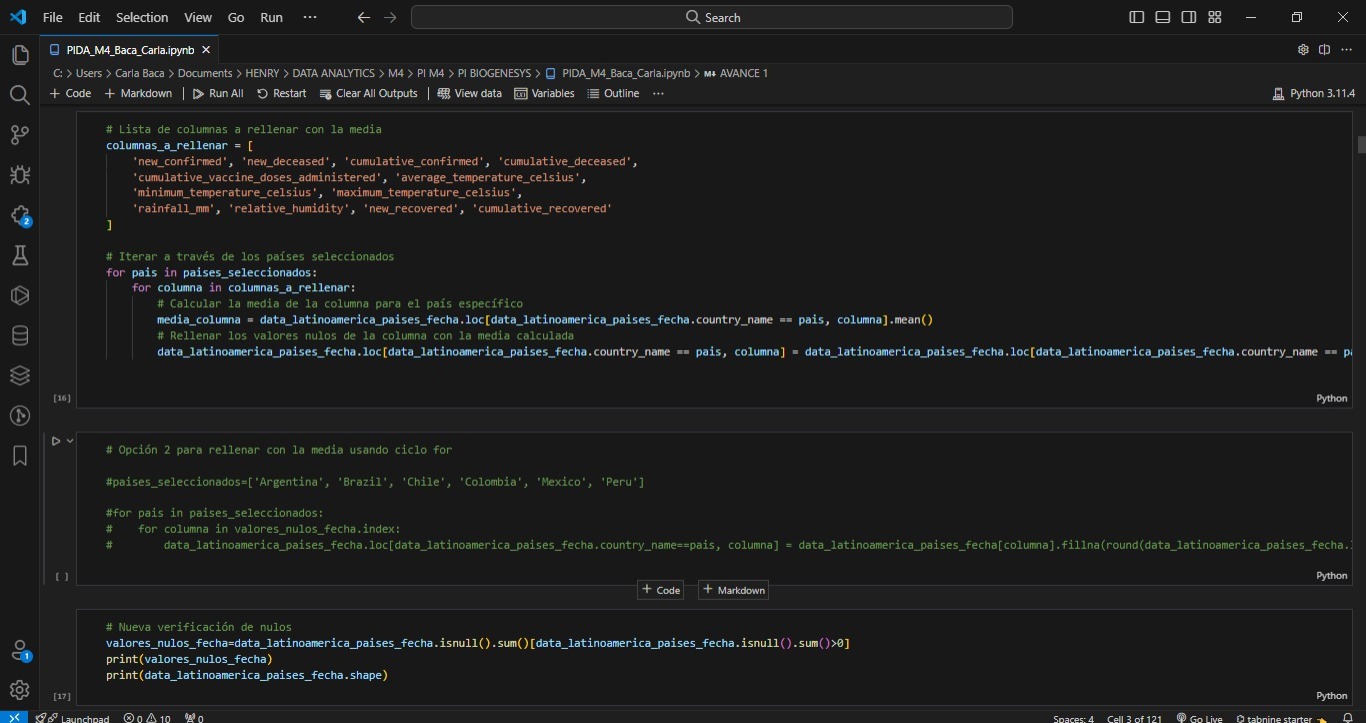 File Edit Selection View Go Run ··· Search
PIDA_M4_Baca_Carla.ipynb
C: > Users > Carla Baca > Documents > HENRY > DATA ANALYTICS > M4 > PI M4 > PI BIOGENESYS > PIDA_M4_Baca_Carla.ipynb > M↓ AVANCE 1
+ Code + Markdown Run All Restart Clear All Outputs View data Variables Outline ··· Python 3.11.4
# Lista de columnas a rellenar con la media
columnas_a_rellenar = [
'new_confirmed', 'new_deceased', 'cumulative_confirmed', 'cumulative_deceased',
'cumulative_vaccine_doses_administered', 'average_temperature_celsius',
'minimum_temperature_celsius', 'maximum_temperature_celsius',
'rainfall_mm', 'relative_humidity', 'new_recovered', 'cumulative_recovered'
]
# Iterar a través de los países seleccionados
for pais in paises_seleccionados:
for columna in columnas_a_rellenar:
# Calcular la media de la columna para el país específico
media_columna = data_latinoamerica_paises_fecha.loc[data_latinoamerica_paises_fecha.country_name == pais, columna].mean()
# Rellenar los valores nulos de la columna con la media calculada
data_latinoamerica_paises_fecha.loc[data_latinoamerica_paises_fecha.country_name == pais, columna] = data_latinoamerica_paises_fecha.loc[data_latinoamerica_paises_fecha.country_name ==
[16] Python
# Opción 2 para rellenar con la media usando ciclo for
#paises_seleccionados=['Argentina', 'Brazil', 'Chile', 'Colombia', 'Mexico', 'Peru']
#for pais in paises_seleccionados:
# for columna in valores_nulos_fecha.index:
# data_latinoamerica_paises_fecha.loc[data_latinoamerica_paises_fecha.country_name==pais, columna] = data_latinoamerica_paises_fecha[columna].fillna(round(data_latinoamerica_paises_fecha.
[ ] Python
+ Code + Markdown
# Nueva verificación de nulos
valores_nulos_fecha=data_latinoamerica_paises_fecha.isnull().sum()[data_latinoamerica_paises_fecha.isnull().sum()>0]
print(valores_nulos_fecha)
print(data_latinoamerica_paises_fecha.shape)
[17] Python
2
1
Launchpad 0 10 0 Spaces: 4 Cell 3 of 121 Go Live tabnine starter